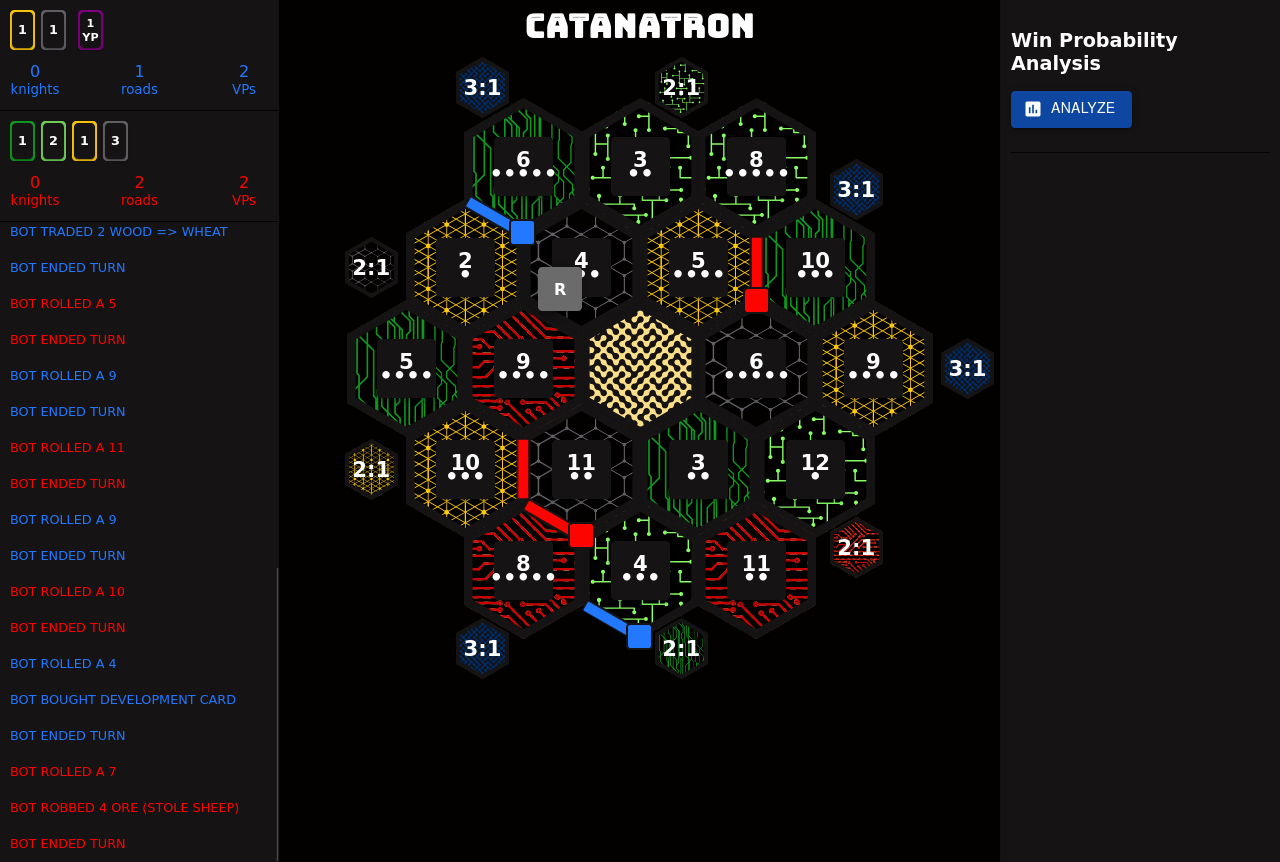 CATANATRON
1 1 1
YP
0 1 2
knights roads VPs
1 2 1 3
0 2 2
knights roads VPs
BOT TRADED 2 WOOD => WHEAT
BOT ENDED TURN
BOT ROLLED A 5
BOT ENDED TURN
BOT ROLLED A 9
BOT ENDED TURN
BOT ROLLED A 11
BOT ENDED TURN
BOT ROLLED A 9
BOT ENDED TURN
BOT ROLLED A 10
BOT ENDED TURN
BOT ROLLED A 4
BOT BOUGHT DEVELOPMENT CARD
BOT ENDED TURN
BOT ROLLED A 7
BOT ROBBED 4 ORE (STOLE SHEEP)
BOT ENDED TURN
3:1 2:1
6 3 8
3:1
2:1 2 4 5 10
R
5 9 6 9 3:1
2:1 10 11 3 12
2:1
8 4 11
3:1 2:1
Win Probability
Analysis
ANALYZE